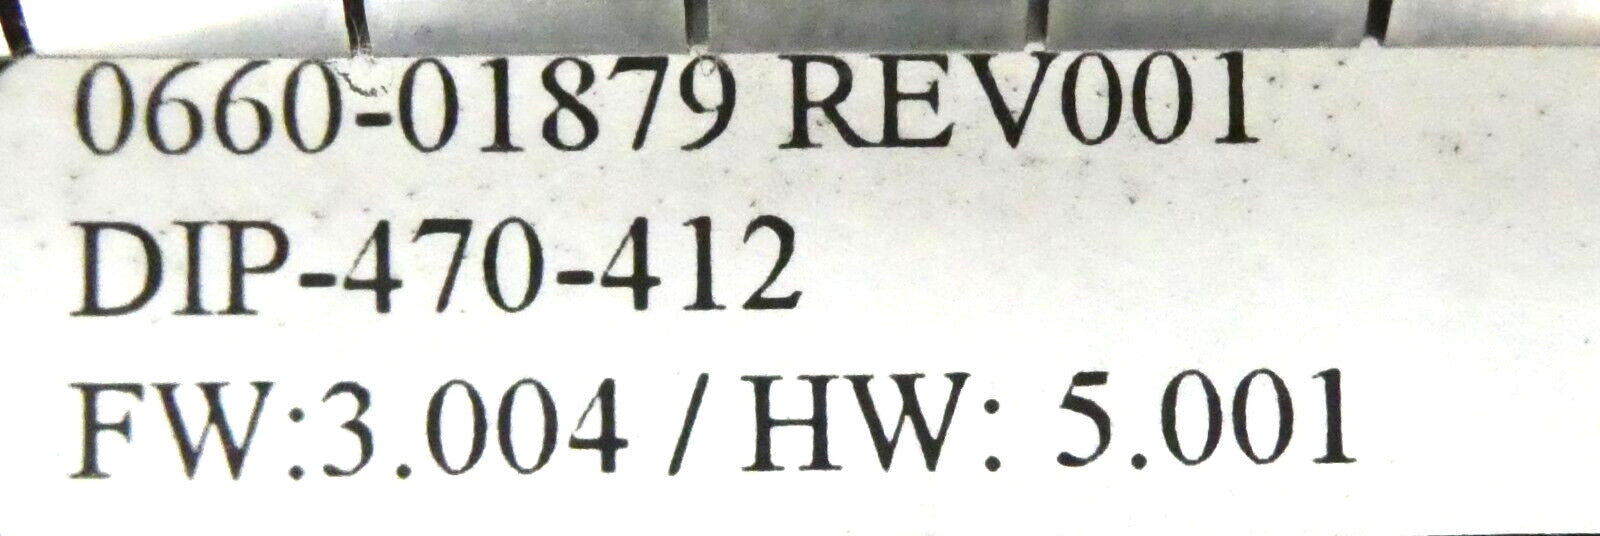 0660-01879 REV001
DIP-470-412
FW:3.004 / HW: 5.001